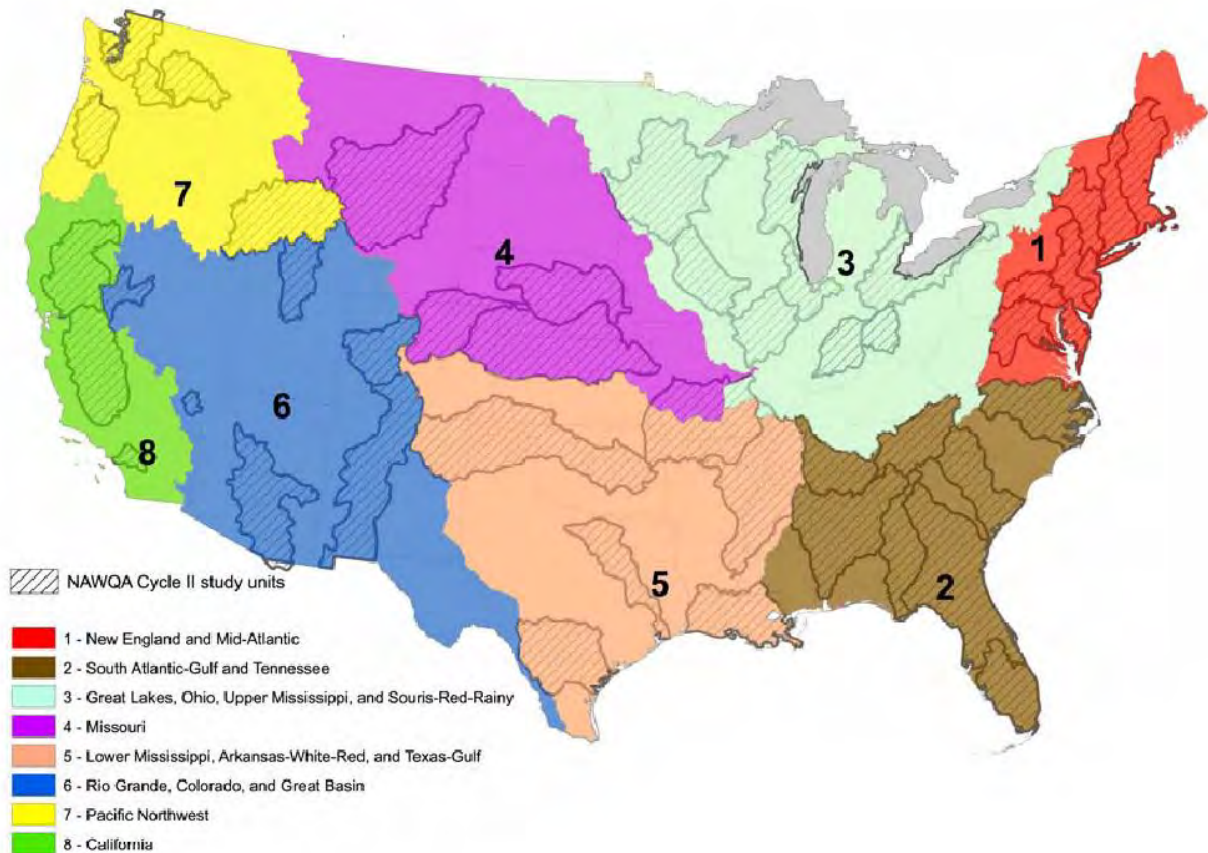 7
4
3
1
6
8
5
2
NAWQA Cycle II study units
1 - New England and Mid-Atlantic
2 - South Atlantic-Gulf and Tennessee
3 - Great Lakes, Ohio, Upper Mississippi, and Souris-Red-Rainy
4 - Missouri
5 - Lower Mississippi, Arkansas-White-Red, and Texas-Gulf
6 - Rio Grande, Colorado, and Great Basin
7 - Pacific Northwest
8 - California